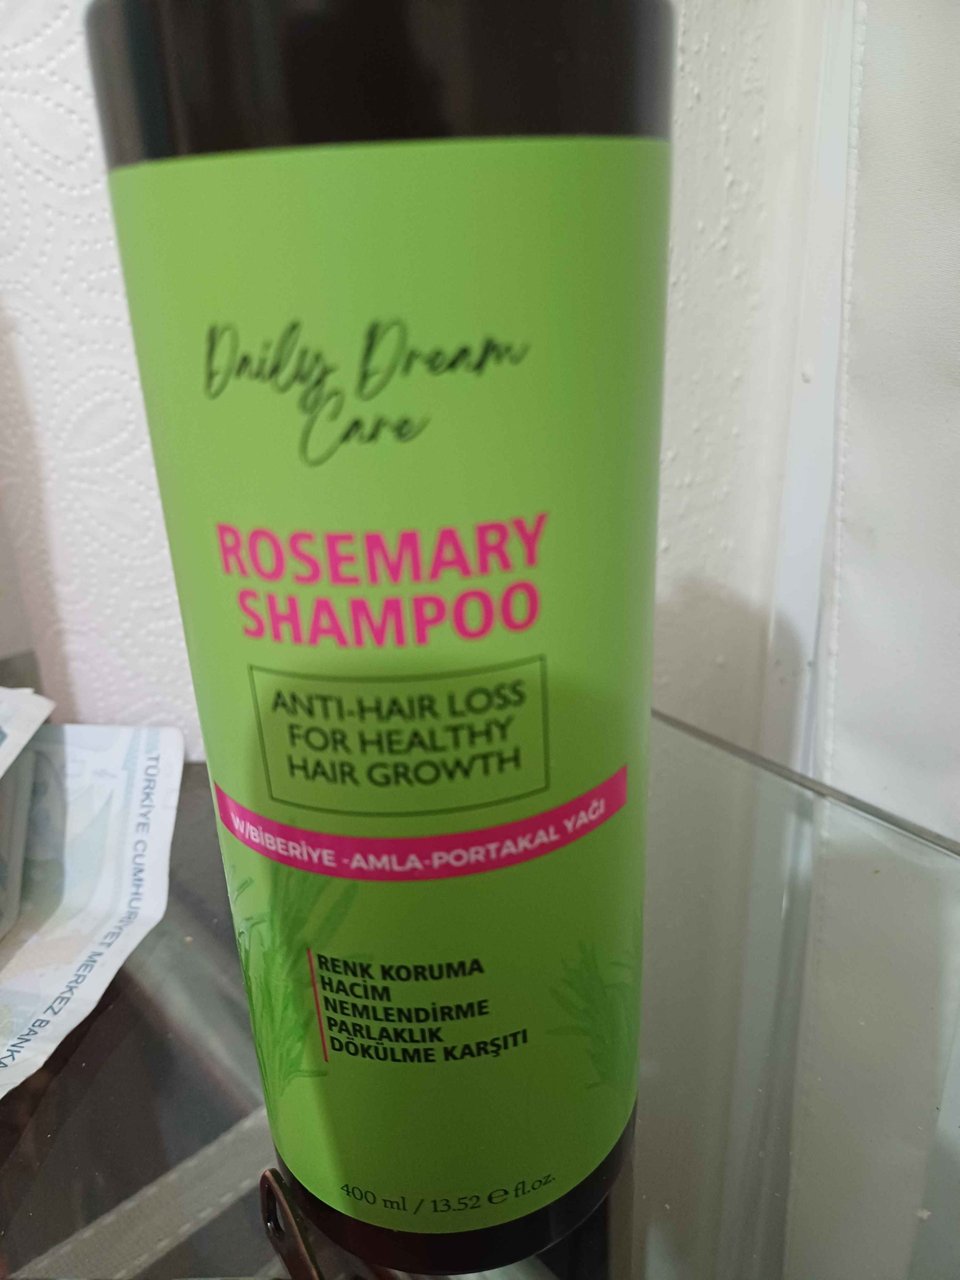 Daily Dream
Care
ROSEMARY
SHAMPOO
ANTI-HAIR LOSS
FOR HEALTHY
HAIR GROWTH
W/BİBERİYE -AMLA-PORTAKAL YAĞI
RENK KORUMA
HACİM
NEMLENDİRME
PARLAKLIK
DÖKÜLME KARŞITI
400 ml / 13.52 ℮ fl.oz.
TÜRKİYE CUMHURİYET MERKEZ BANKA